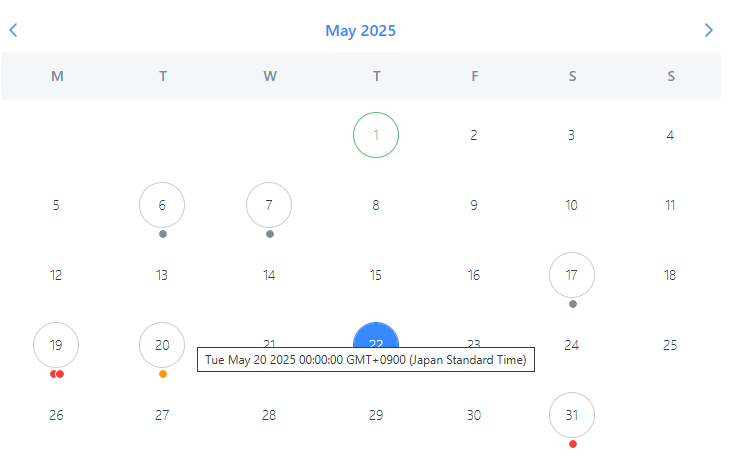 May 2025
M T W T F S S
1 2 3 4
5 6 7 8 9 10 11
12 13 14 15 16 17 18
19 20 21 22 23 24 25
Tue May 20 2025 00:00:00 GMT+0900 (Japan Standard Time)
26 27 28 29 30 31